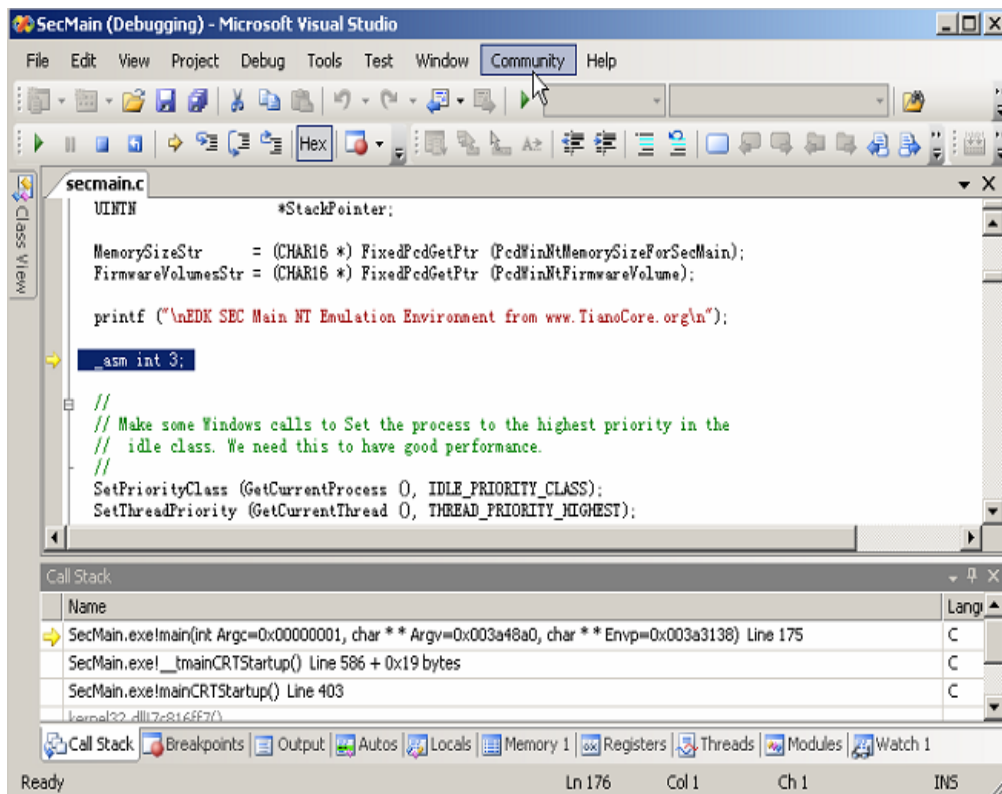 SecMain (Debugging) - Microsoft Visual Studio
File Edit View Project Debug Tools Test Window Community Help
Hex
Class View
secmain.c
UINTN *StackPointer;
MemorySizeStr = (CHAR16 *) FixedPcdGetPtr (PcdWinNtMemorySizeForSecMain);
FirmwareVolumesStr = (CHAR16 *) FixedPcdGetPtr (PcdWinNtFirmwareVolume);
printf ("\nEDK SEC Main NT Emulation Environment from www.TianoCore.org\n");
_asm int 3;
//
// Make some Windows calls to Set the process to the highest priority in the
// idle class. We need this to have good performance.
//
SetPriorityClass (GetCurrentProcess (), IDLE_PRIORITY_CLASS);
SetThreadPriority (GetCurrentThread (), THREAD_PRIORITY_HIGHEST);
Call Stack
Name Langu
SecMain.exe!main(int Argc=0x00000001, char * * Argv=0x003a48a0, char * * Envp=0x003a3138) Line 175 C
SecMain.exe!__tmainCRTStartup() Line 586 + 0x19 bytes C
SecMain.exe!mainCRTStartup() Line 403 C
kernel32.dll!7c816ff7()
Call Stack Breakpoints Output Autos Locals Memory 1 Registers Threads Modules Watch 1
Ready Ln 176 Col 1 Ch 1 INS